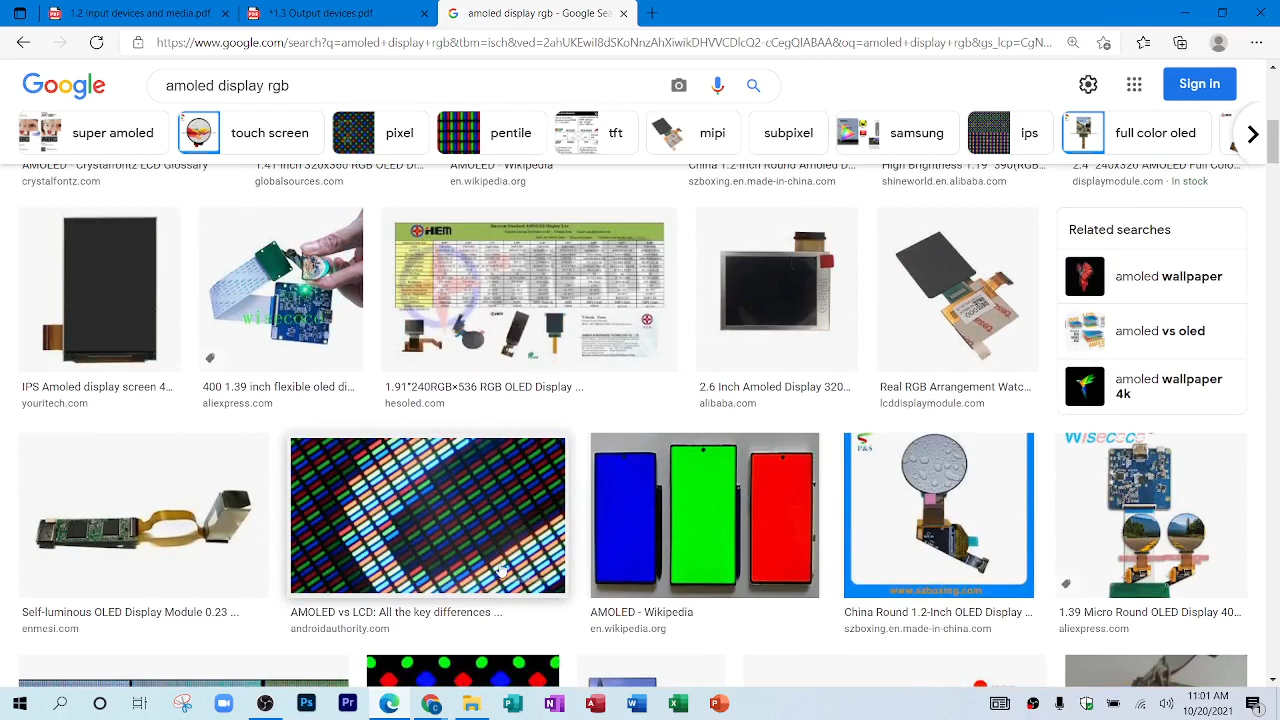 1.2 Input devices and media.pdf
*1.3 Output devices.pdf
amoled display rgb - Google Sea
https://www.google.com/search?q=amoled+display+rgb&tbm=isch&ved=2ahUKEwiI8dSKoNnzAhXiwikDHVVCDlcQ2-cCegQIABAA&oq=amoled+display+rgb&gs_lcp=CgN...
Google
amoled display rgb
Sign in
super amoled
touch screen
pixel
pentile
tft
mipi
subpixel
samsung
full color oled
crystalfontz.com
globalsources.com
en.wikipedia.org
szboxing.en.made-in-china.com
shineworld.en.alibaba.com
displaymodule.com · In stock
HIEM
wisecoco
Related searches
amoled wallpaper
amoled vs oled
amoled wallpaper
4k
IPS Amoled display screen 4...
400 1.39 inch flexible oled di...
1.91"240RGB×536 RGB OLED Display ...
2.6 Inch Amoled Display 320...
Real RGB Arrangement Wate...
youritech.com
aliexpress.com
hesoled.com
alibaba.com
lcddisplaymodule.com
P&S
Wisecoco
www.szboxing.com
Self-luminous OLED Display Module 0.23 ...
AMOLED vs LCD: All the key differences ...
AMOLED - Wikipedia
China Round 1.2-Inch OLED Display ...
1.39 Micro Round OLED Display 40...
enmesi.com
androidauthority.com
en.wikipedia.org
szboxing.en.made-in-china.com
aliexpress.com
11:01 AM
10/20/2021